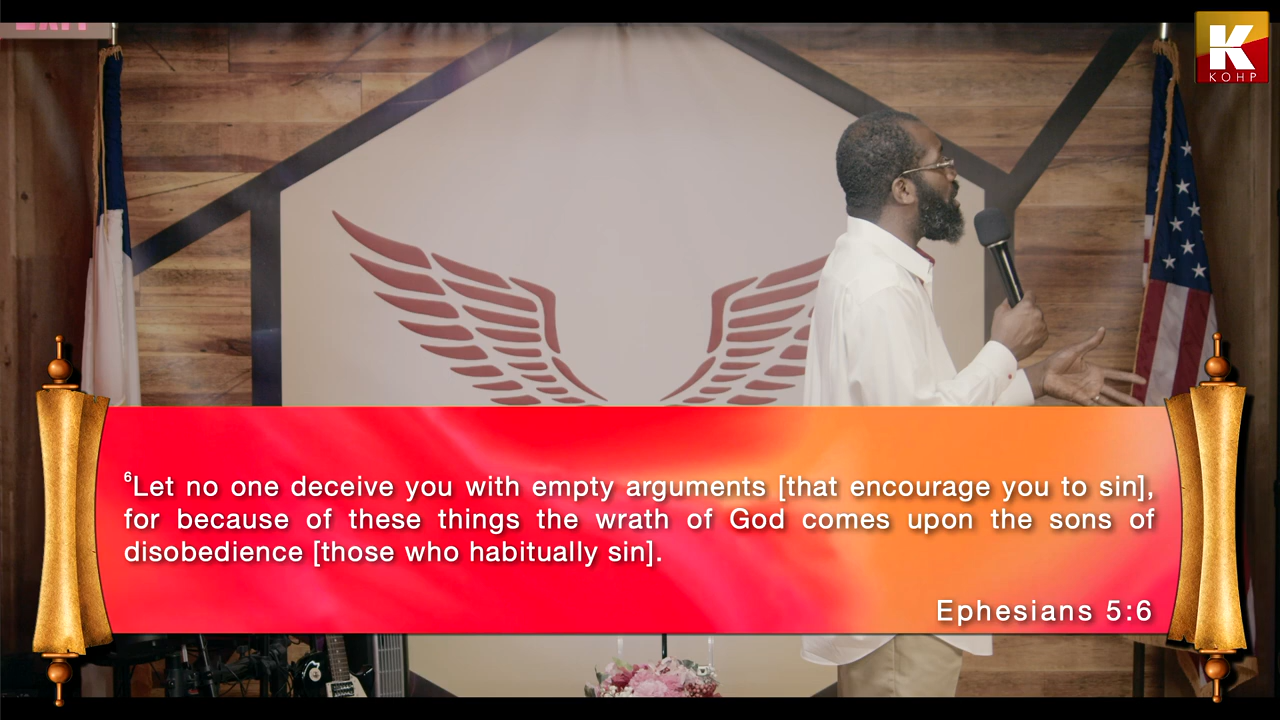 EXIT
K
KOHP
⁶Let no one deceive you with empty arguments [that encourage you to sin],
for because of these things the wrath of God comes upon the sons of
disobedience [those who habitually sin].
Ephesians 5:6